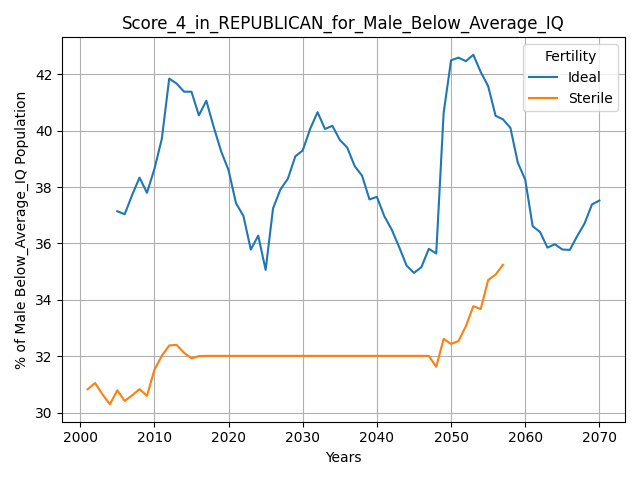 Score_4_in_REPUBLICAN_for_Male_Below_Average_IQ
Fertility
Ideal
Sterile
% of Male Below_Average_IQ Population
42
40
38
36
34
32
30
2000 2010 2020 2030 2040 2050 2060 2070
Years